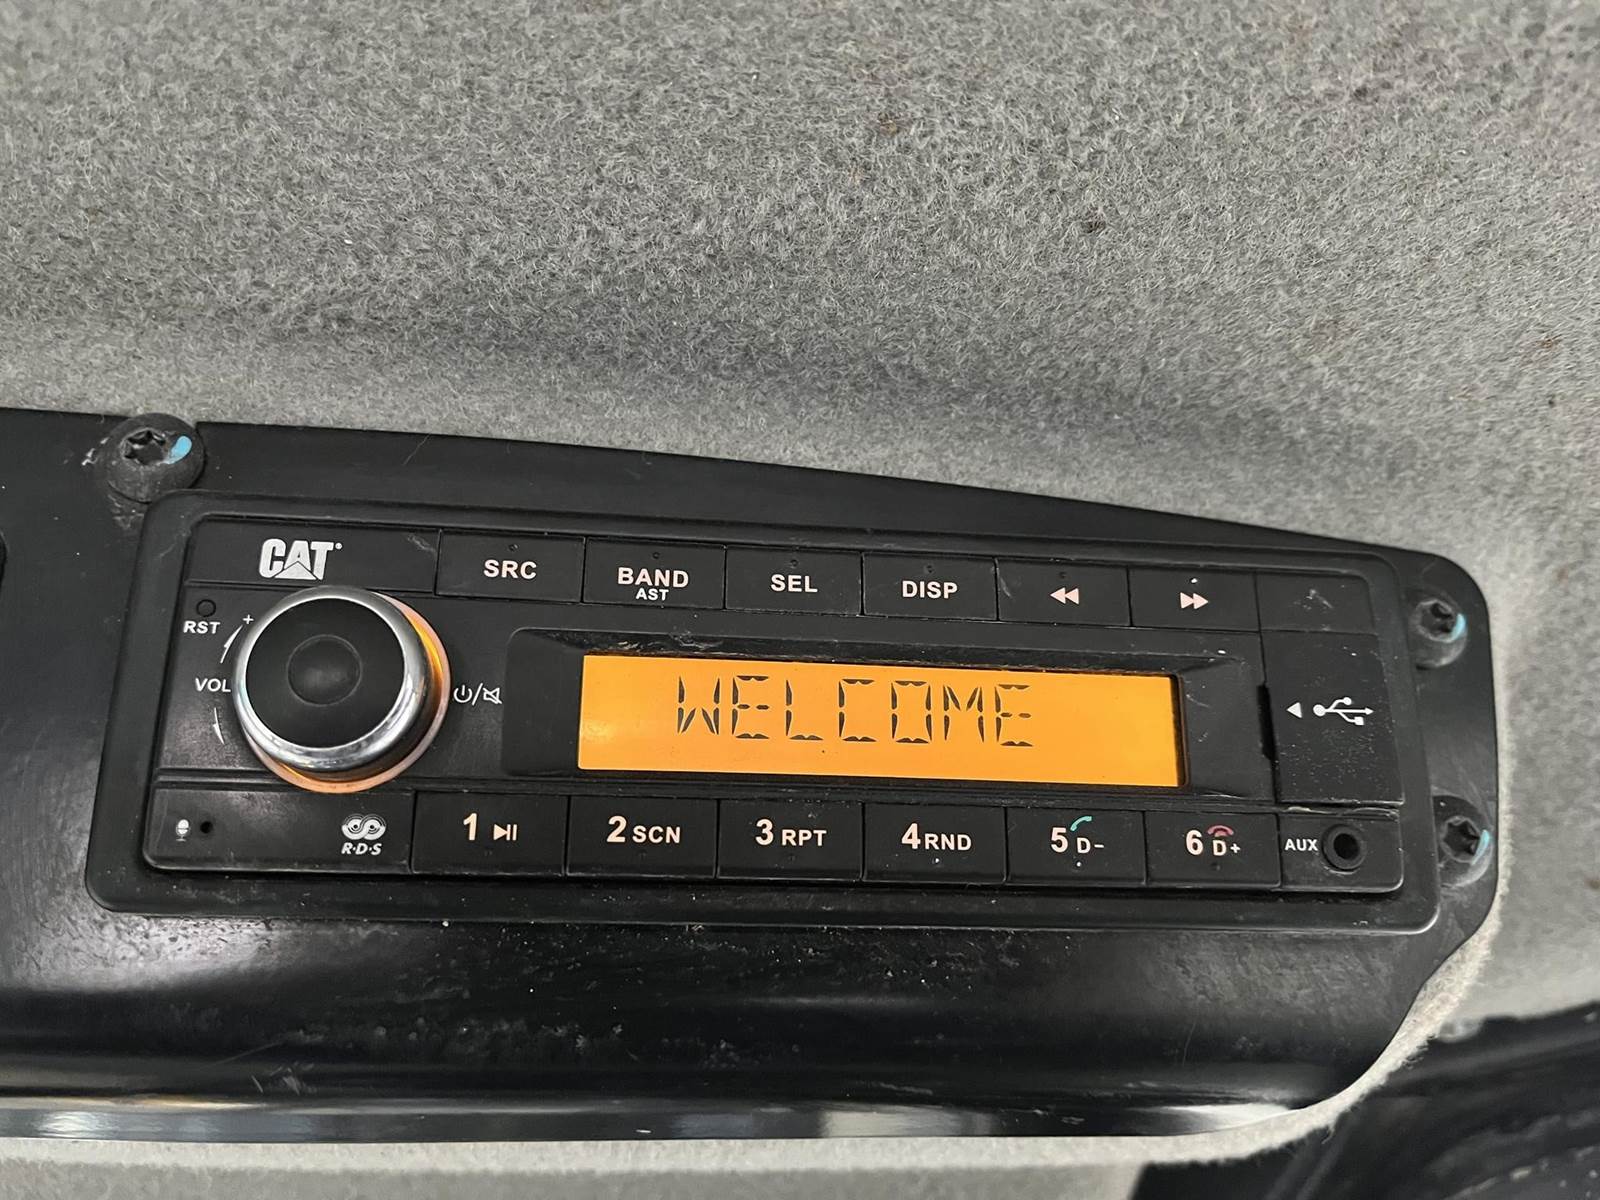 CAT®
SRC
BAND
AST
SEL
DISP
RST
+
VOL
-
WELCOME
R·D·S
1
2 SCN
3 RPT
4 RND
5 D-
6 D+
AUX